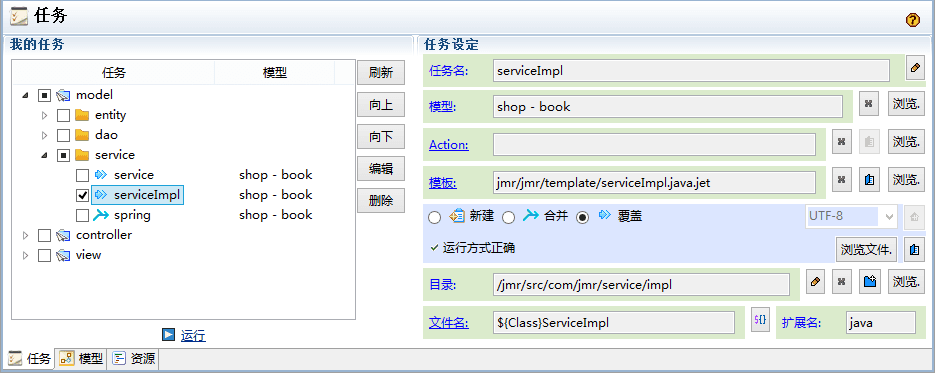 任务
我的任务
任务 模型
model
entity
dao
service
service shop - book
serviceImpl shop - book
spring shop - book
controller
view
刷新
向上
向下
编辑
删除
运行
任务设定
任务名: serviceImpl
模型: shop - book 浏览.
Action: 浏览.
模板: jmr/jmr/template/serviceImpl.java.jet 浏览.
新建 合并 覆盖 UTF-8
运行方式正确 浏览文件.
目录: /jmr/src/com/jmr/service/impl 浏览.
文件名: ${Class}ServiceImpl ${} 扩展名: java
任务 模型 资源